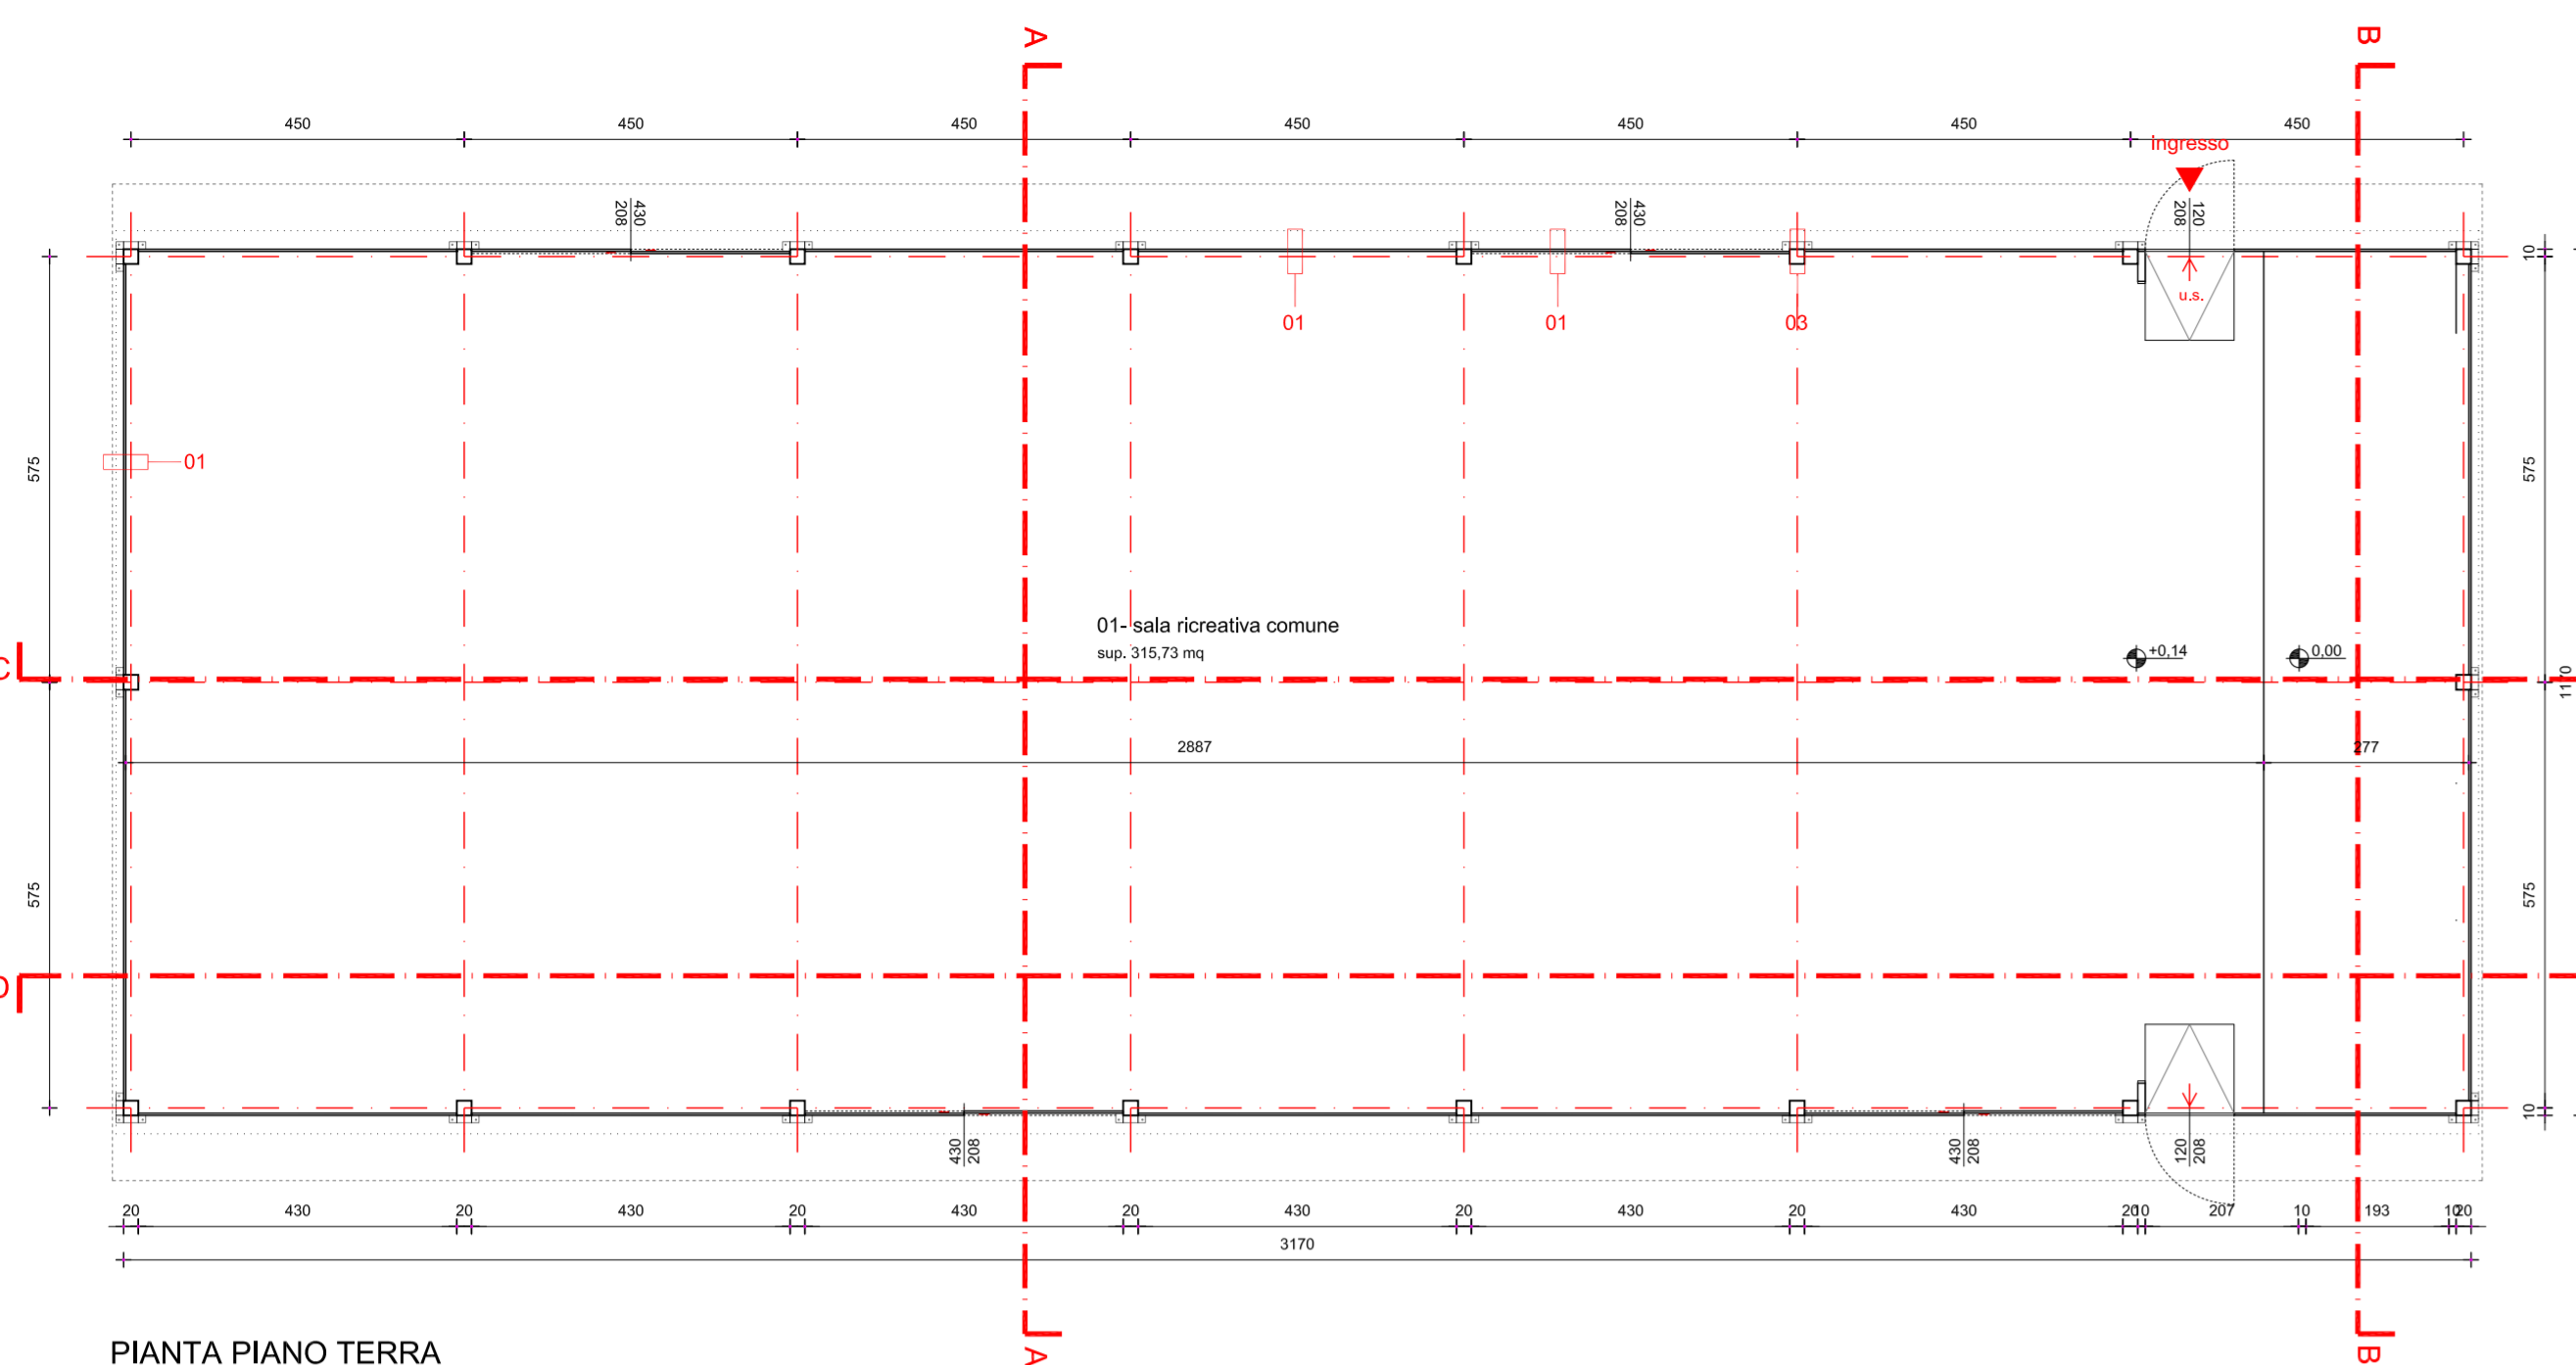 A
B
450 450 450 450 450 450 450
ingresso
430
208
430
208
120
208
10
u.s.
01
01
03
575
01
575
01- sala ricreativa comune
sup. 315,73 mq
+0,14
0,00
C
1170
2887
277
575
575
D
430
208
430
208
120
208
10
20 430 20 430 20 430 20 430 20 430 20 430 20 10 207 10 193 10 20
3170
PIANTA PIANO TERRA
A
B